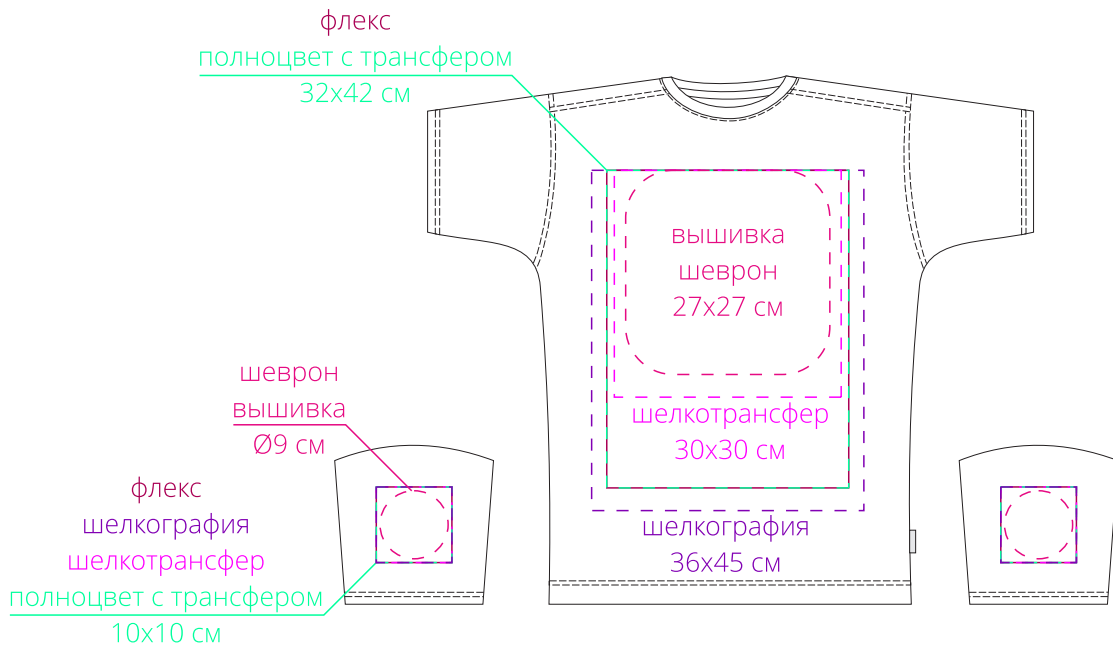 флекс
полноцвет с трансфером
32х42 см
вышивка
шеврон
27х27 см
шелкотрансфер
30х30 см
шелкография
36х45 см
шеврон
вышивка
Ø9 см
флекс
шелкография
шелкотрансфер
полноцвет с трансфером
10х10 см